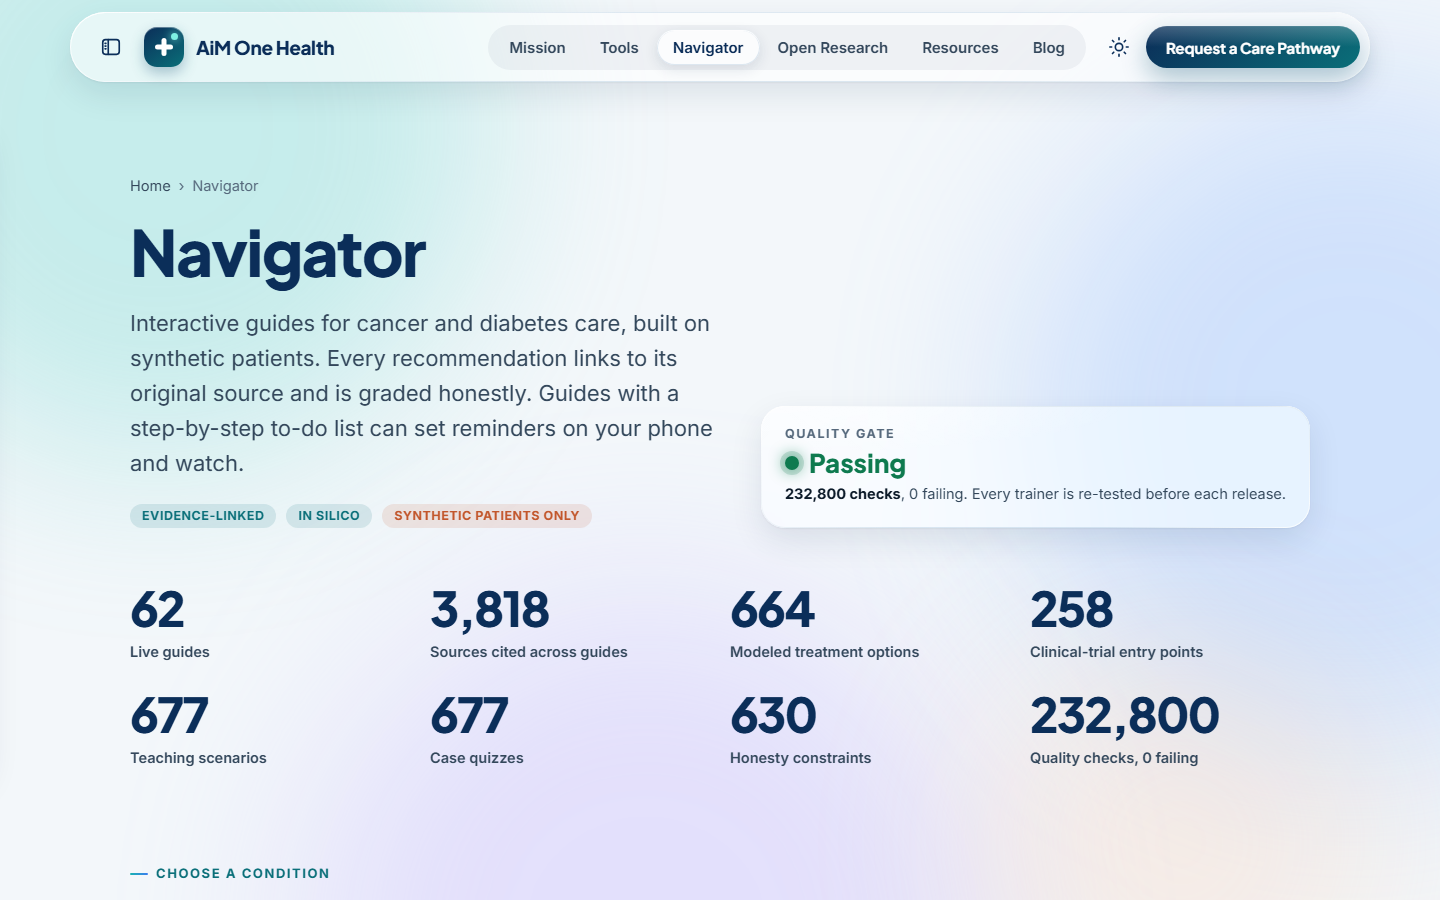 AiM One Health
Mission
Tools
Navigator
Open Research
Resources
Blog
Request a Care Pathway
Home › Navigator
Navigator
Interactive guides for cancer and diabetes care, built on
synthetic patients. Every recommendation links to its
original source and is graded honestly. Guides with a
step-by-step to-do list can set reminders on your phone
and watch.
EVIDENCE-LINKED
IN SILICO
SYNTHETIC PATIENTS ONLY
QUALITY GATE
Passing
232,800 checks, 0 failing. Every trainer is re-tested before each release.
62
Live guides
3,818
Sources cited across guides
664
Modeled treatment options
258
Clinical-trial entry points
677
Teaching scenarios
677
Case quizzes
630
Honesty constraints
232,800
Quality checks, 0 failing
CHOOSE A CONDITION